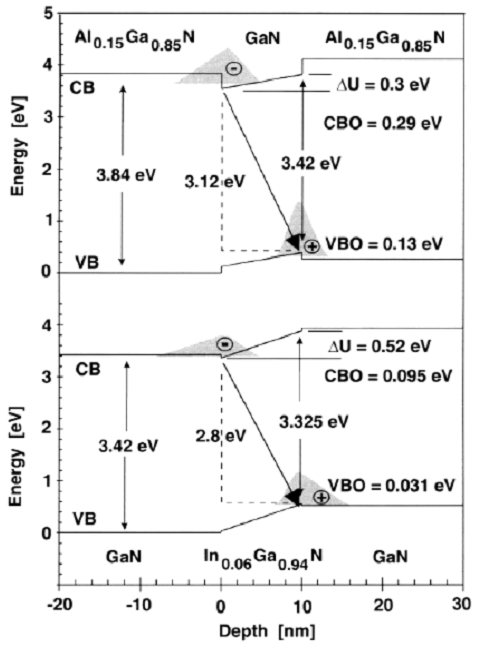 5
Al0.15Ga0.85N GaN Al0.15Ga0.85N
4
CB
ΔU = 0.3 eV
CBO = 0.29 eV
3
Energy [eV]
3.84 eV
3.12 eV
3.42 eV
2
1
VBO = 0.13 eV
VB
0
4
ΔU = 0.52 eV
CB
CBO = 0.095 eV
3
Energy [eV]
3.42 eV
2.8 eV
3.325 eV
2
1
VBO = 0.031 eV
VB
0
GaN In0.06Ga0.94N GaN
-20 -10 0 10 20 30
Depth [nm]